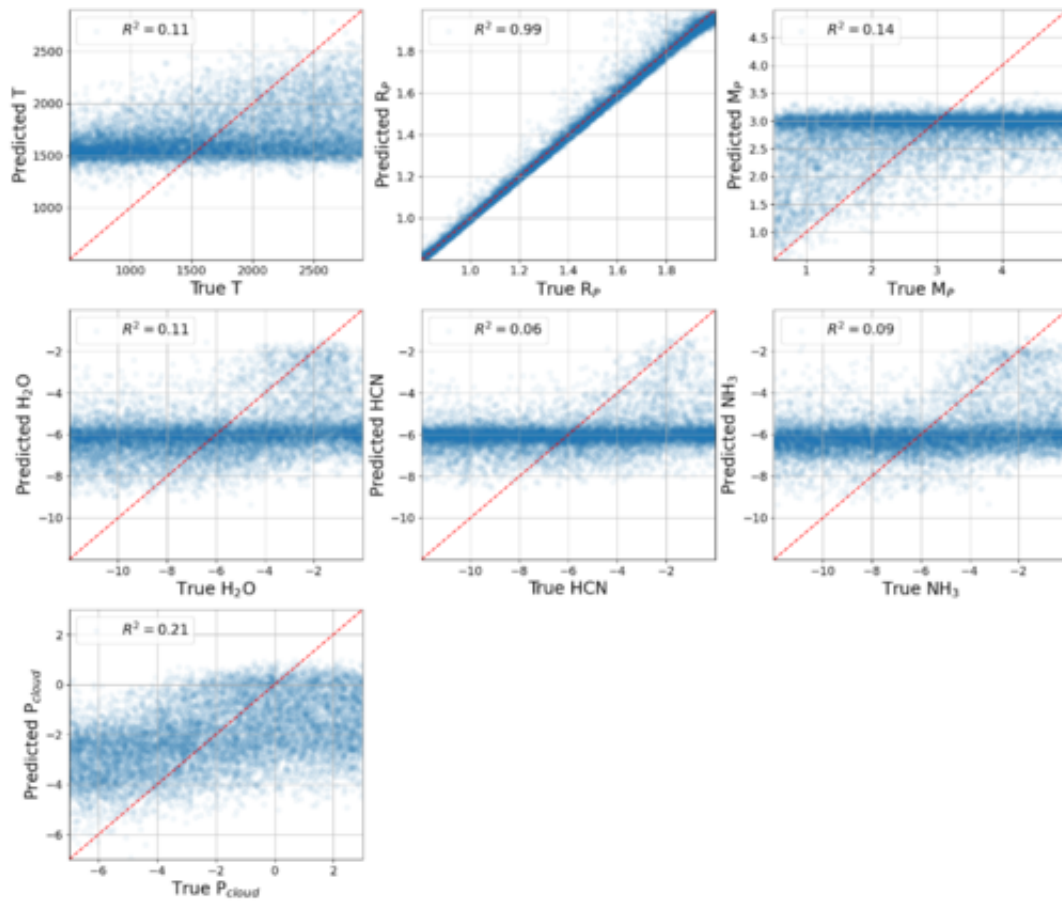 R² = 0.11
Predicted T
2500
2000
1500
1000
1000 1500 2000 2500
True T
R² = 0.99
Predicted R_P
1.8
1.6
1.4
1.2
1.0
1.0 1.2 1.4 1.6 1.8
True R_P
R² = 0.14
Predicted M_P
4.5
4.0
3.5
3.0
2.5
2.0
1.5
1.0
1 2 3 4
True M_P
R² = 0.11
Predicted H₂O
−2
−4
−6
−8
−10
−10 −8 −6 −4 −2
True H₂O
R² = 0.06
Predicted HCN
−2
−4
−6
−8
−10
−10 −8 −6 −4 −2
True HCN
R² = 0.09
Predicted NH₃
−2
−4
−6
−8
−10
−10 −8 −6 −4 −2
True NH₃
R² = 0.21
Predicted P_cloud
2
0
−2
−4
−6
−6 −4 −2 0 2
True P_cloud